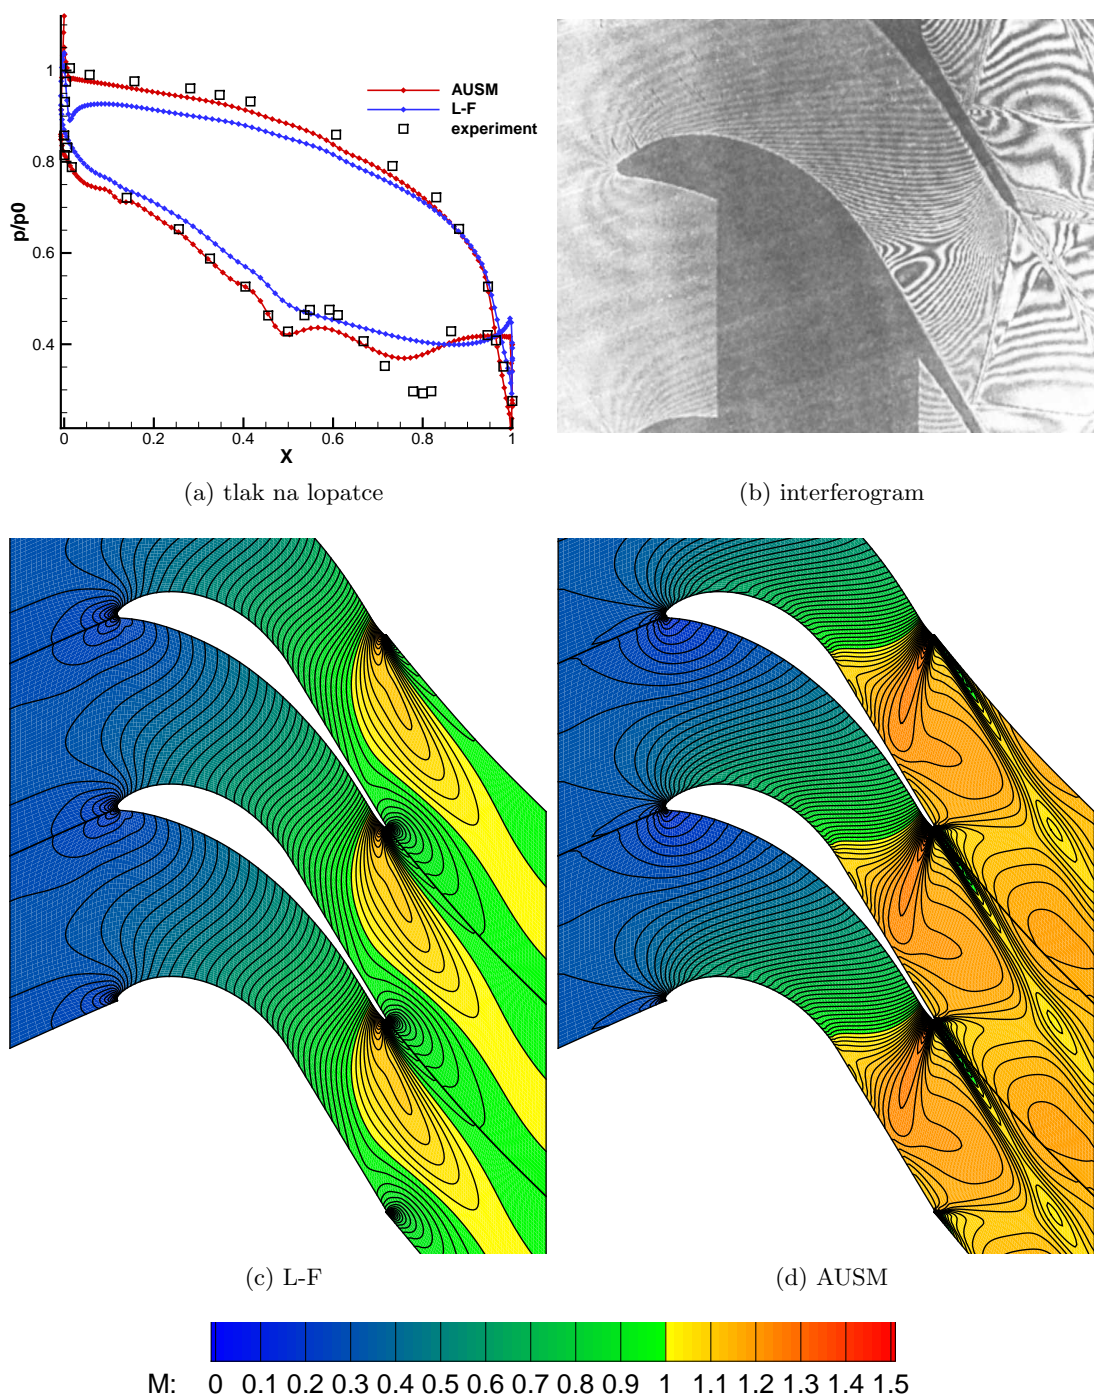 1
0.8
0.6
0.4
p/p0
0
0.2
0.4
0.6
0.8
1
X
AUSM
L-F
experiment
(a) tlak na lopatce
(b) interferogram
(c) L-F
(d) AUSM
M: 0 0.1 0.2 0.3 0.4 0.5 0.6 0.7 0.8 0.9 1 1.1 1.2 1.3 1.4 1.5